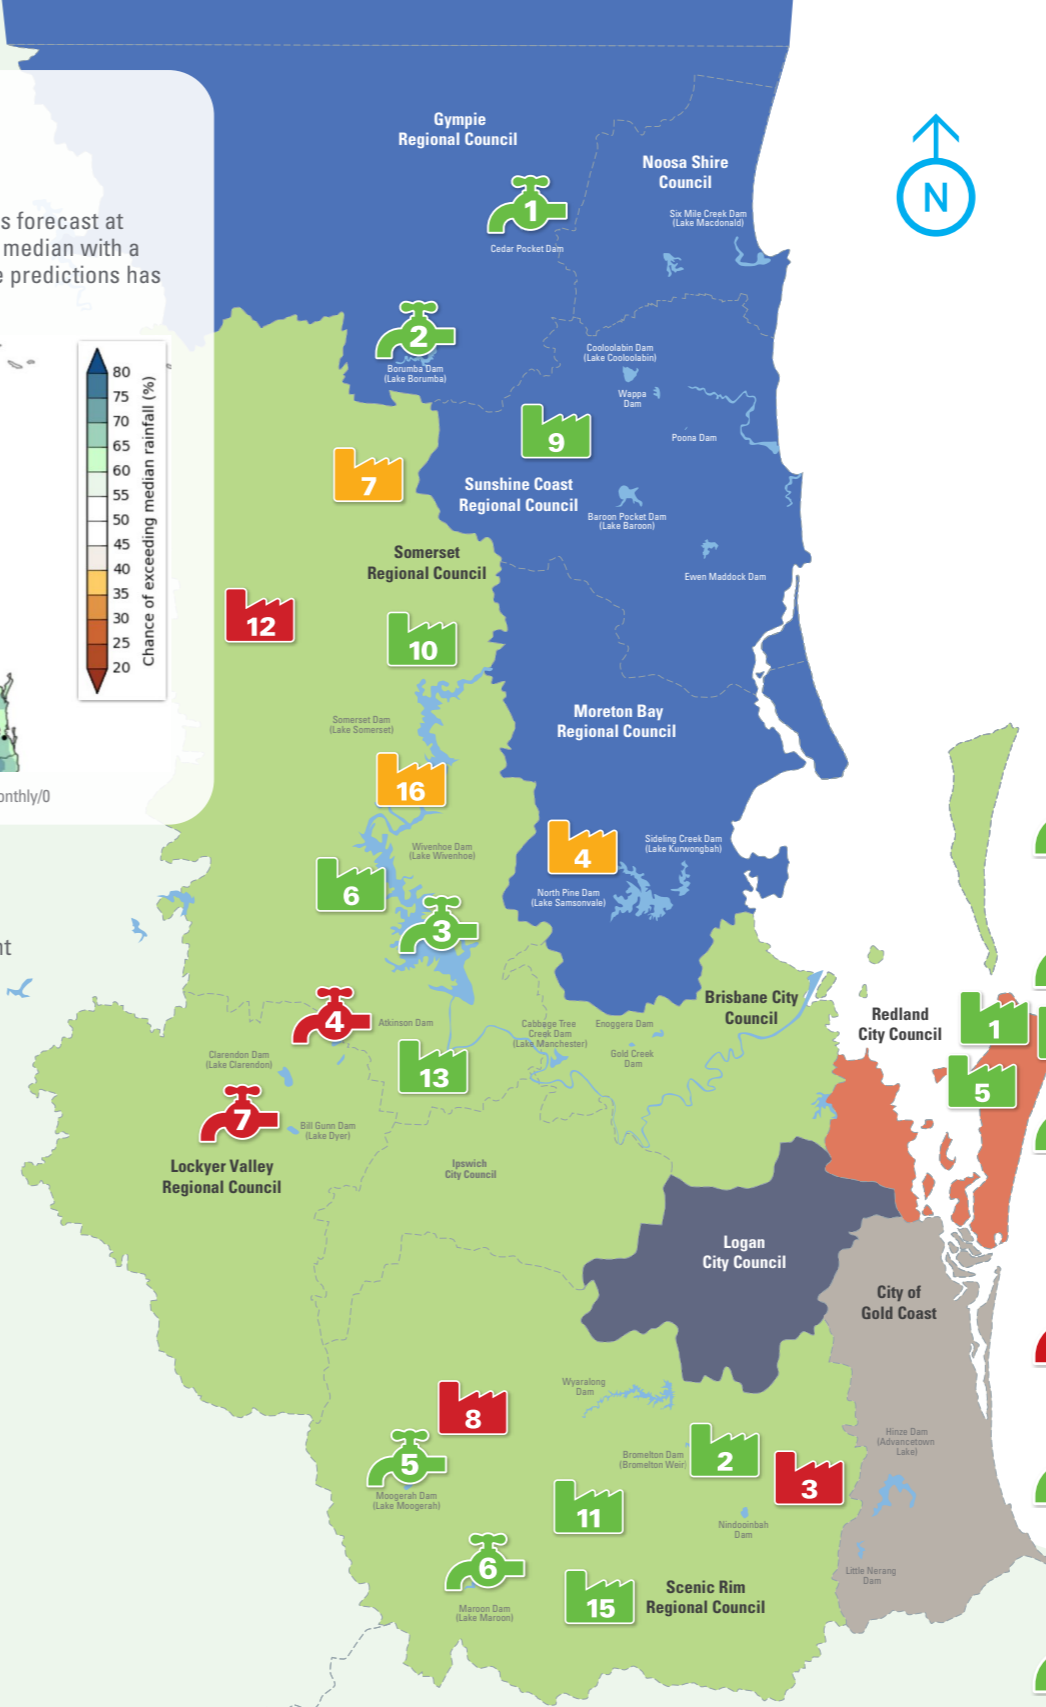 Gympie
Regional Council
Noosa Shire
Council
N
1
Cedar Pocket Dam
Six Mile Creek Dam
(Lake Macdonald)
s forecast at
median with a
e predictions has
2
Borumba Dam
(Lake Borumba)
Cooloolabin Dam
(Lake Cooloolabin)
Wappa
Dam
Poona Dam
80
75
70
65
60
55
50
45
40
35
30
25
20
Chance of exceeding median rainfall (%)
9
7
Sunshine Coast
Regional Council
Baroon Pocket Dam
(Lake Baroon)
Ewen Maddock Dam
Somerset
Regional Council
12
10
Somerset Dam
(Lake Somerset)
Moreton Bay
Regional Council
onthly/0
16
Wivenhoe Dam
(Lake Wivenhoe)
4
Sideling Creek Dam
(Lake Kurwongbah)
North Pine Dam
(Lake Samsonvale)
6
3
nt
4
Atkinson Dam
Cabbage Tree
Creek Dam
(Lake Manchester)
Enoggera Dam
Gold Creek
Dam
Brisbane City
Council
Redland
City Council
1
5
Clarendon Dam
(Lake Clarendon)
13
7
Bill Gunn Dam
(Lake Dyer)
Lockyer Valley
Regional Council
Ipswich
City Council
Logan
City Council
City of
Gold Coast
Wyaralong
Dam
8
5
Moogerah Dam
(Lake Moogerah)
Bromelton Dam
(Bromelton Weir)
2
3
Hinze Dam
(Advancetown
Lake)
11
Nindooinbah
Dam
6
Maroon Dam
(Lake Maroon)
15
Scenic Rim
Regional Council
Little Nerang
Dam